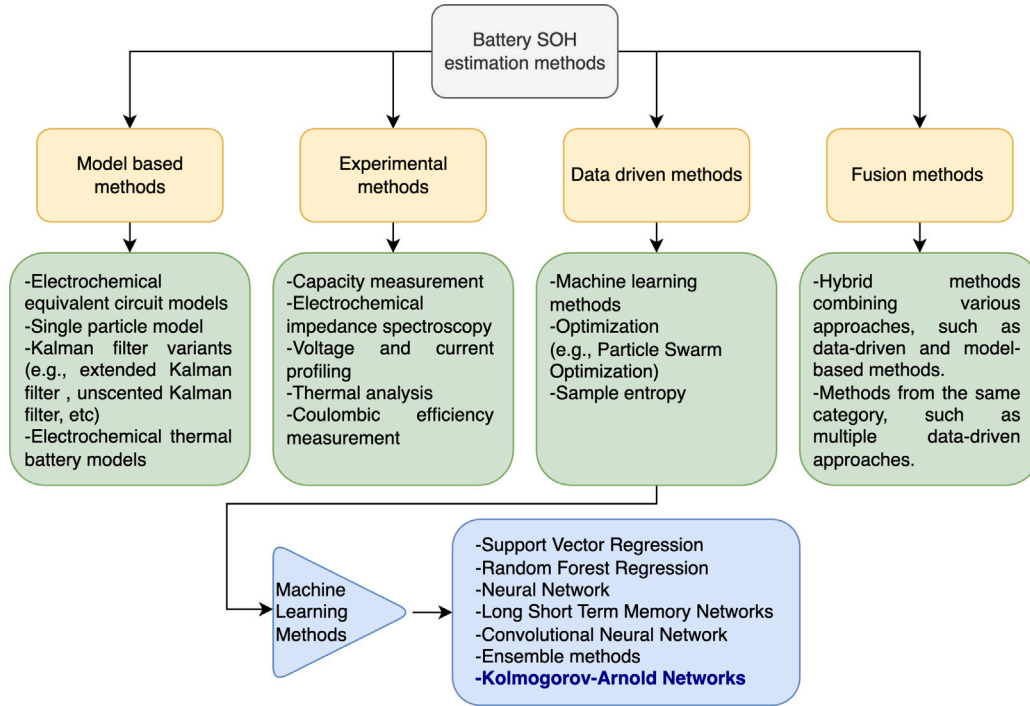 Battery SOH
estimation methods
Model based
methods
Experimental
methods
Data driven methods
Fusion methods
-Electrochemical
equivalent circuit models
-Single particle model
-Kalman filter variants
(e.g., extended Kalman
filter , unscented Kalman
filter, etc)
-Electrochemical thermal
battery models
-Capacity measurement
-Electrochemical
impedance spectroscopy
-Voltage and current
profiling
-Thermal analysis
-Coulombic efficiency
measurement
-Machine learning
methods
-Optimization
(e.g., Particle Swarm
Optimization)
-Sample entropy
-Hybrid methods
combining various
approaches, such as
data-driven and model-
based methods.
-Methods from the same
category, such as
multiple data-driven
approaches.
Machine
Learning
Methods
-Support Vector Regression
-Random Forest Regression
-Neural Network
-Long Short Term Memory Networks
-Convolutional Neural Network
-Ensemble methods
-Kolmogorov-Arnold Networks